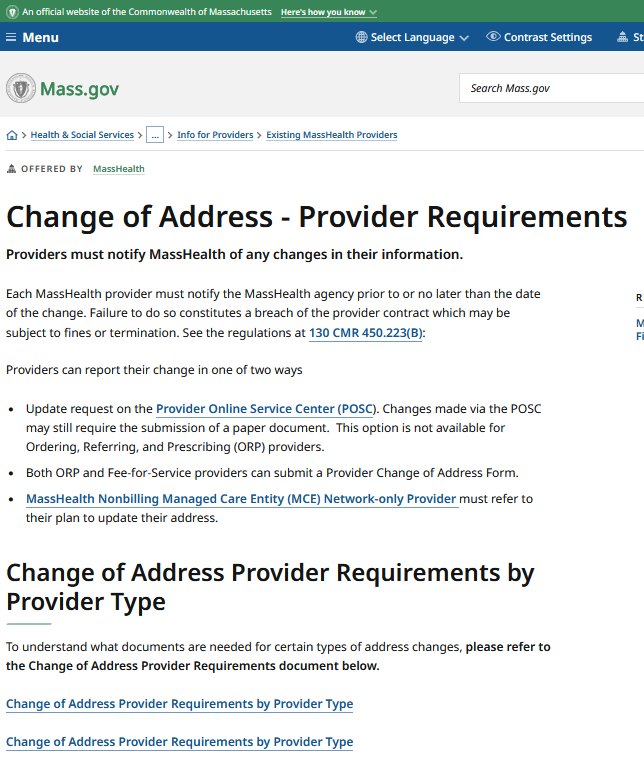 An official website of the Commonwealth of Massachusetts Here's how you know
Menu
Select Language
Contrast Settings
St
Mass.gov
Search Mass.gov
Health & Social Services
...
Info for Providers
Existing MassHealth Providers
OFFERED BY MassHealth
Change of Address - Provider Requirements
Providers must notify MassHealth of any changes in their information.
Each MassHealth provider must notify the MassHealth agency prior to or no later than the date
of the change. Failure to do so constitutes a breach of the provider contract which may be
subject to fines or termination. See the regulations at 130 CMR 450.223(B):
R
M
Fi
Providers can report their change in one of two ways
• Update request on the Provider Online Service Center (POSC). Changes made via the POSC
may still require the submission of a paper document.  This option is not available for
Ordering, Referring, and Prescribing (ORP) providers.
• Both ORP and Fee-for-Service providers can submit a Provider Change of Address Form.
• MassHealth Nonbilling Managed Care Entity (MCE) Network-only Provider must refer to
their plan to update their address.
Change of Address Provider Requirements by
Provider Type
To understand what documents are needed for certain types of address changes, please refer to
the Change of Address Provider Requirements document below.
Change of Address Provider Requirements by Provider Type
Change of Address Provider Requirements by Provider Type